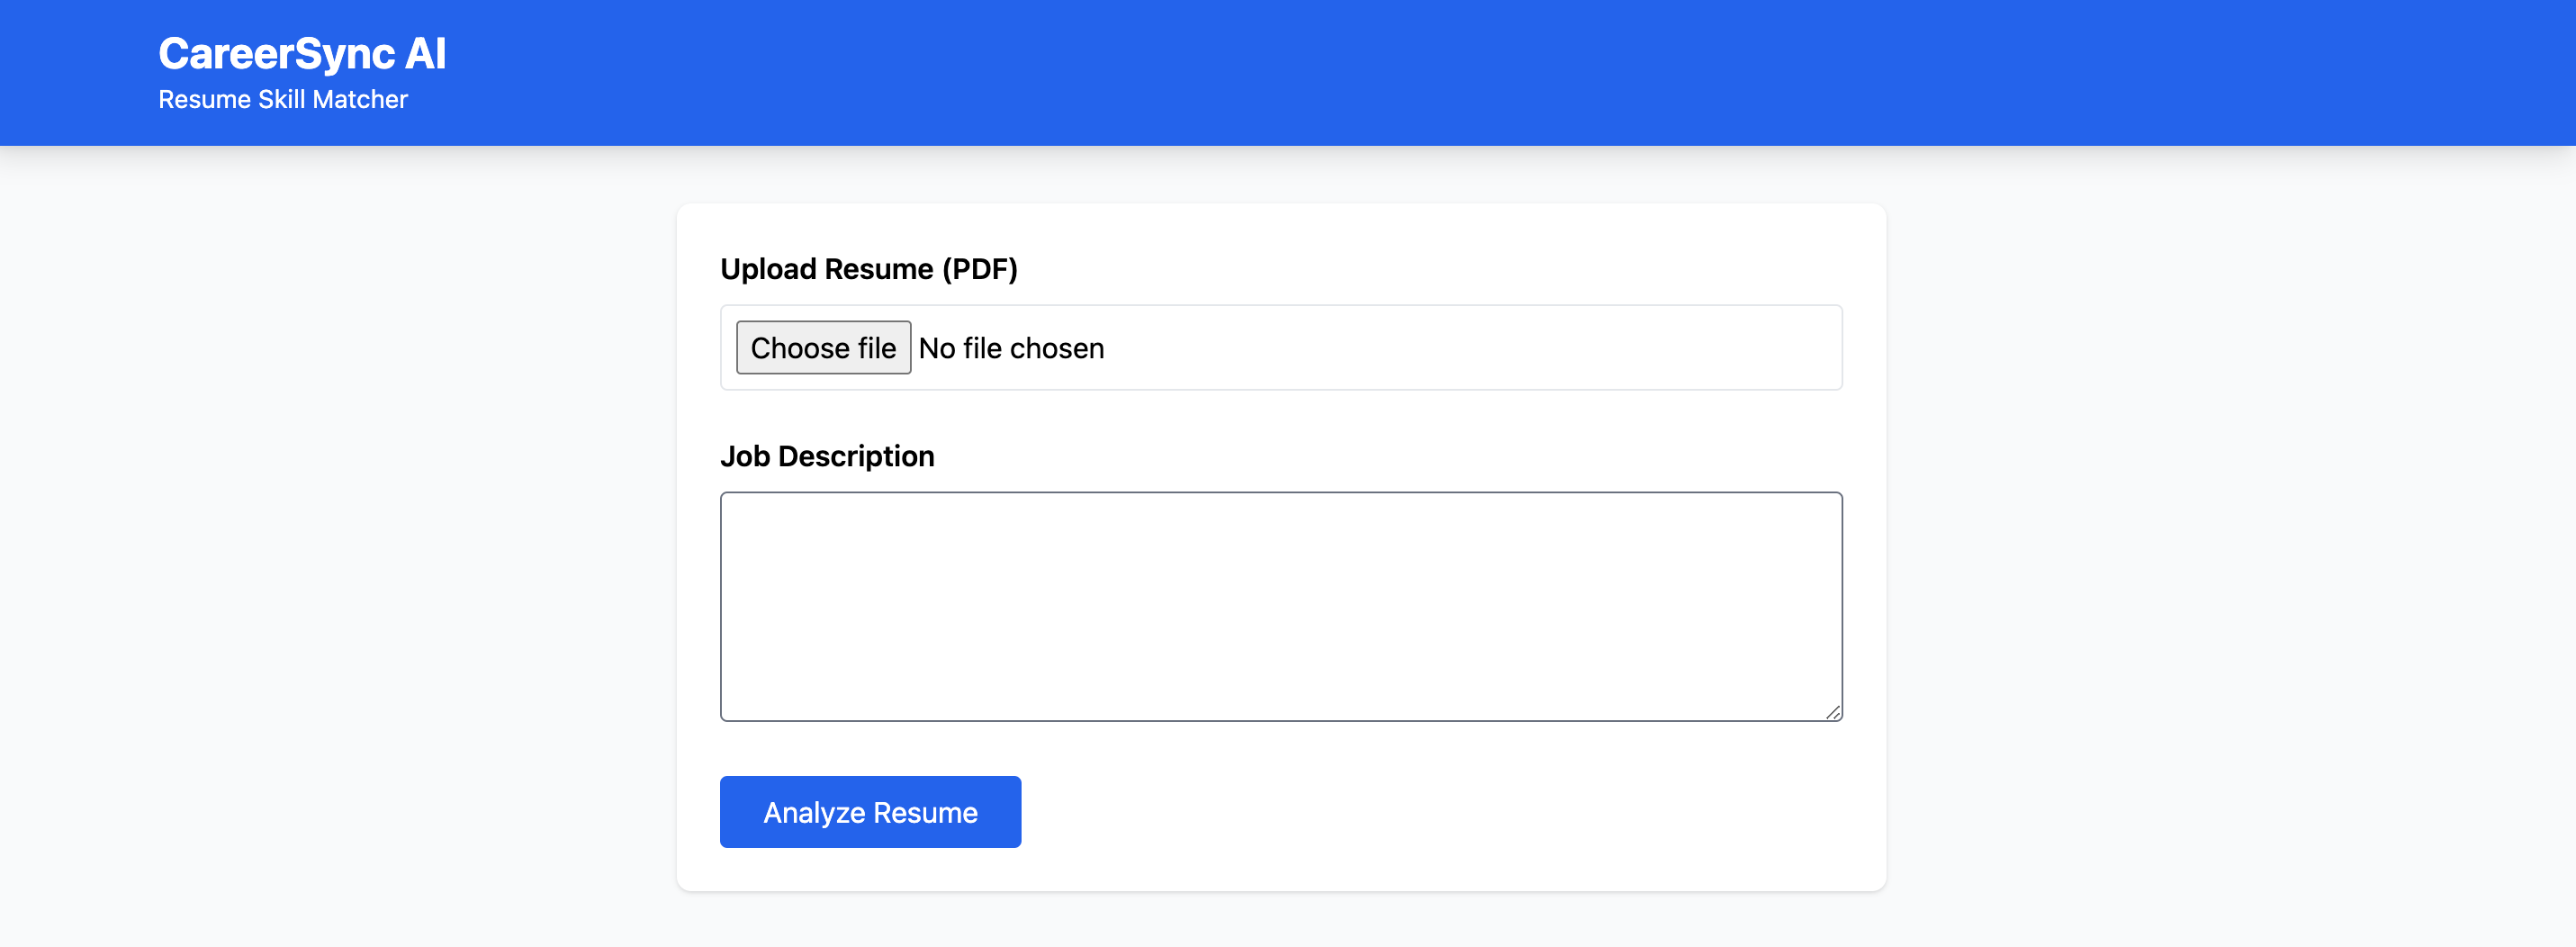 CareerSync AI
Resume Skill Matcher
Upload Resume (PDF)
Choose file No file chosen
Job Description
Analyze Resume